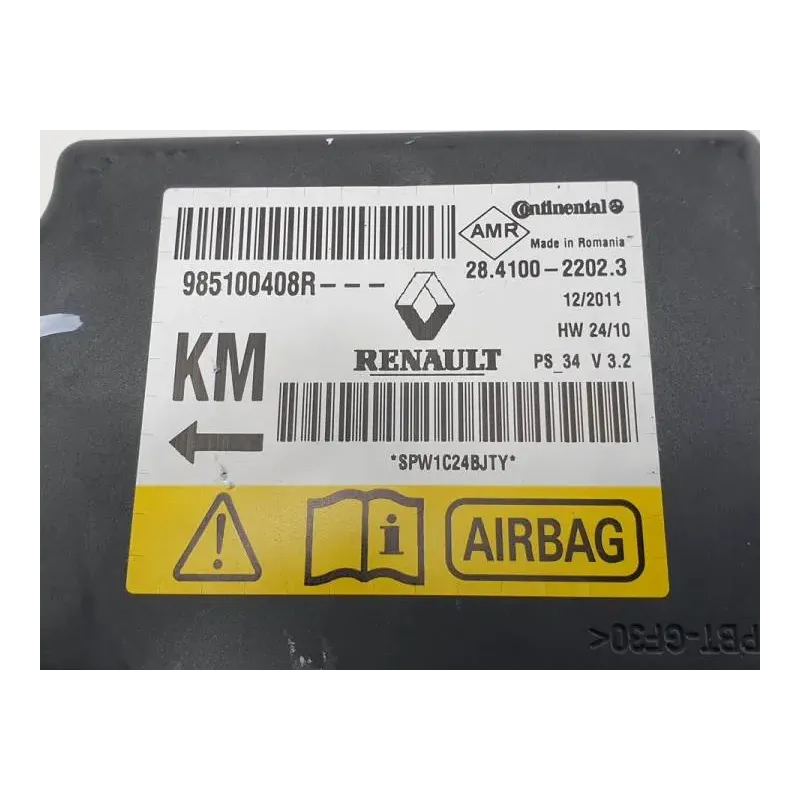 Continental
AMR
Made in Romania
985100408R---
28.4100-2202.3
12/2011
KM
HW 24/10
RENAULT
PS_34 V 3.2
*SPW1C24BJTY*
i
AIRBAG
PBT-GF30<